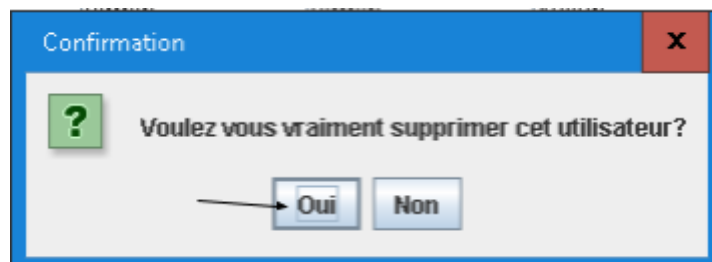 Confirmation
x
?
Voulez vous vraiment supprimer cet utilisateur?
Oui Non